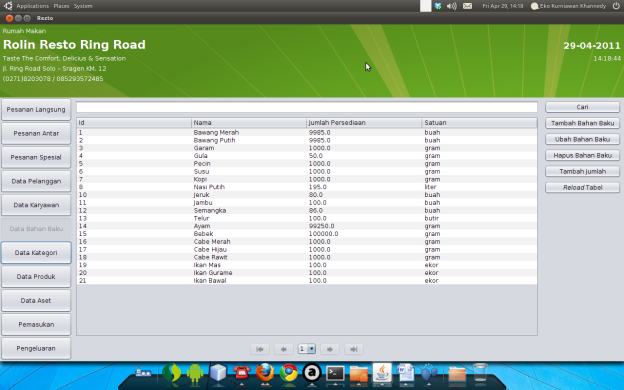 Applications Places System
Fri Apr 29, 14:18 Eko Kurniawan Khannedy
Resto
Rumah Makan
Rolin Resto Ring Road
Taste The Comfort, Delicius & Sensation
Jl. Ring Road Solo - Sragen KM. 12
(0271)8203078 / 085293572485
29-04-2011
14:18:44
Pesanan Langsung
Pesanan Antar
Pesanan Spesial
Data Pelanggan
Data Karyawan
Data Bahan Baku
Data Kategori
Data Produk
Data Aset
Pemasukan
Pengeluaran
Id Nama Jumlah Persediaan Satuan
1 Bawang Merah 9985.0 buah
2 Bawang Putih 9985.0 buah
3 Garam 1000.0 gram
4 Gula 50.0 gram
5 Pecin 1000.0 gram
6 Susu 1000.0 gram
7 Kopi 1000.0 gram
8 Nasi Putih 195.0 liter
10 Jeruk 80.0 buah
11 Jambu 100.0 buah
12 Semangka 86.0 buah
13 Telur 100.0 butir
14 Ayam 99250.0 gram
15 Bebek 100000.0 gram
16 Cabe Merah 1000.0 gram
17 Cabe Hijau 1000.0 gram
18 Cabe Rawit 1000.0 gram
19 Ikan Mas 100.0 ekor
20 Ikan Gurame 100.0 ekor
21 Ikan Bawal 100.0 ekor
1
Cari
Tambah Bahan Baku
Ubah Bahan Baku
Hapus Bahan Baku
Tambah Jumlah
Reload Tabel